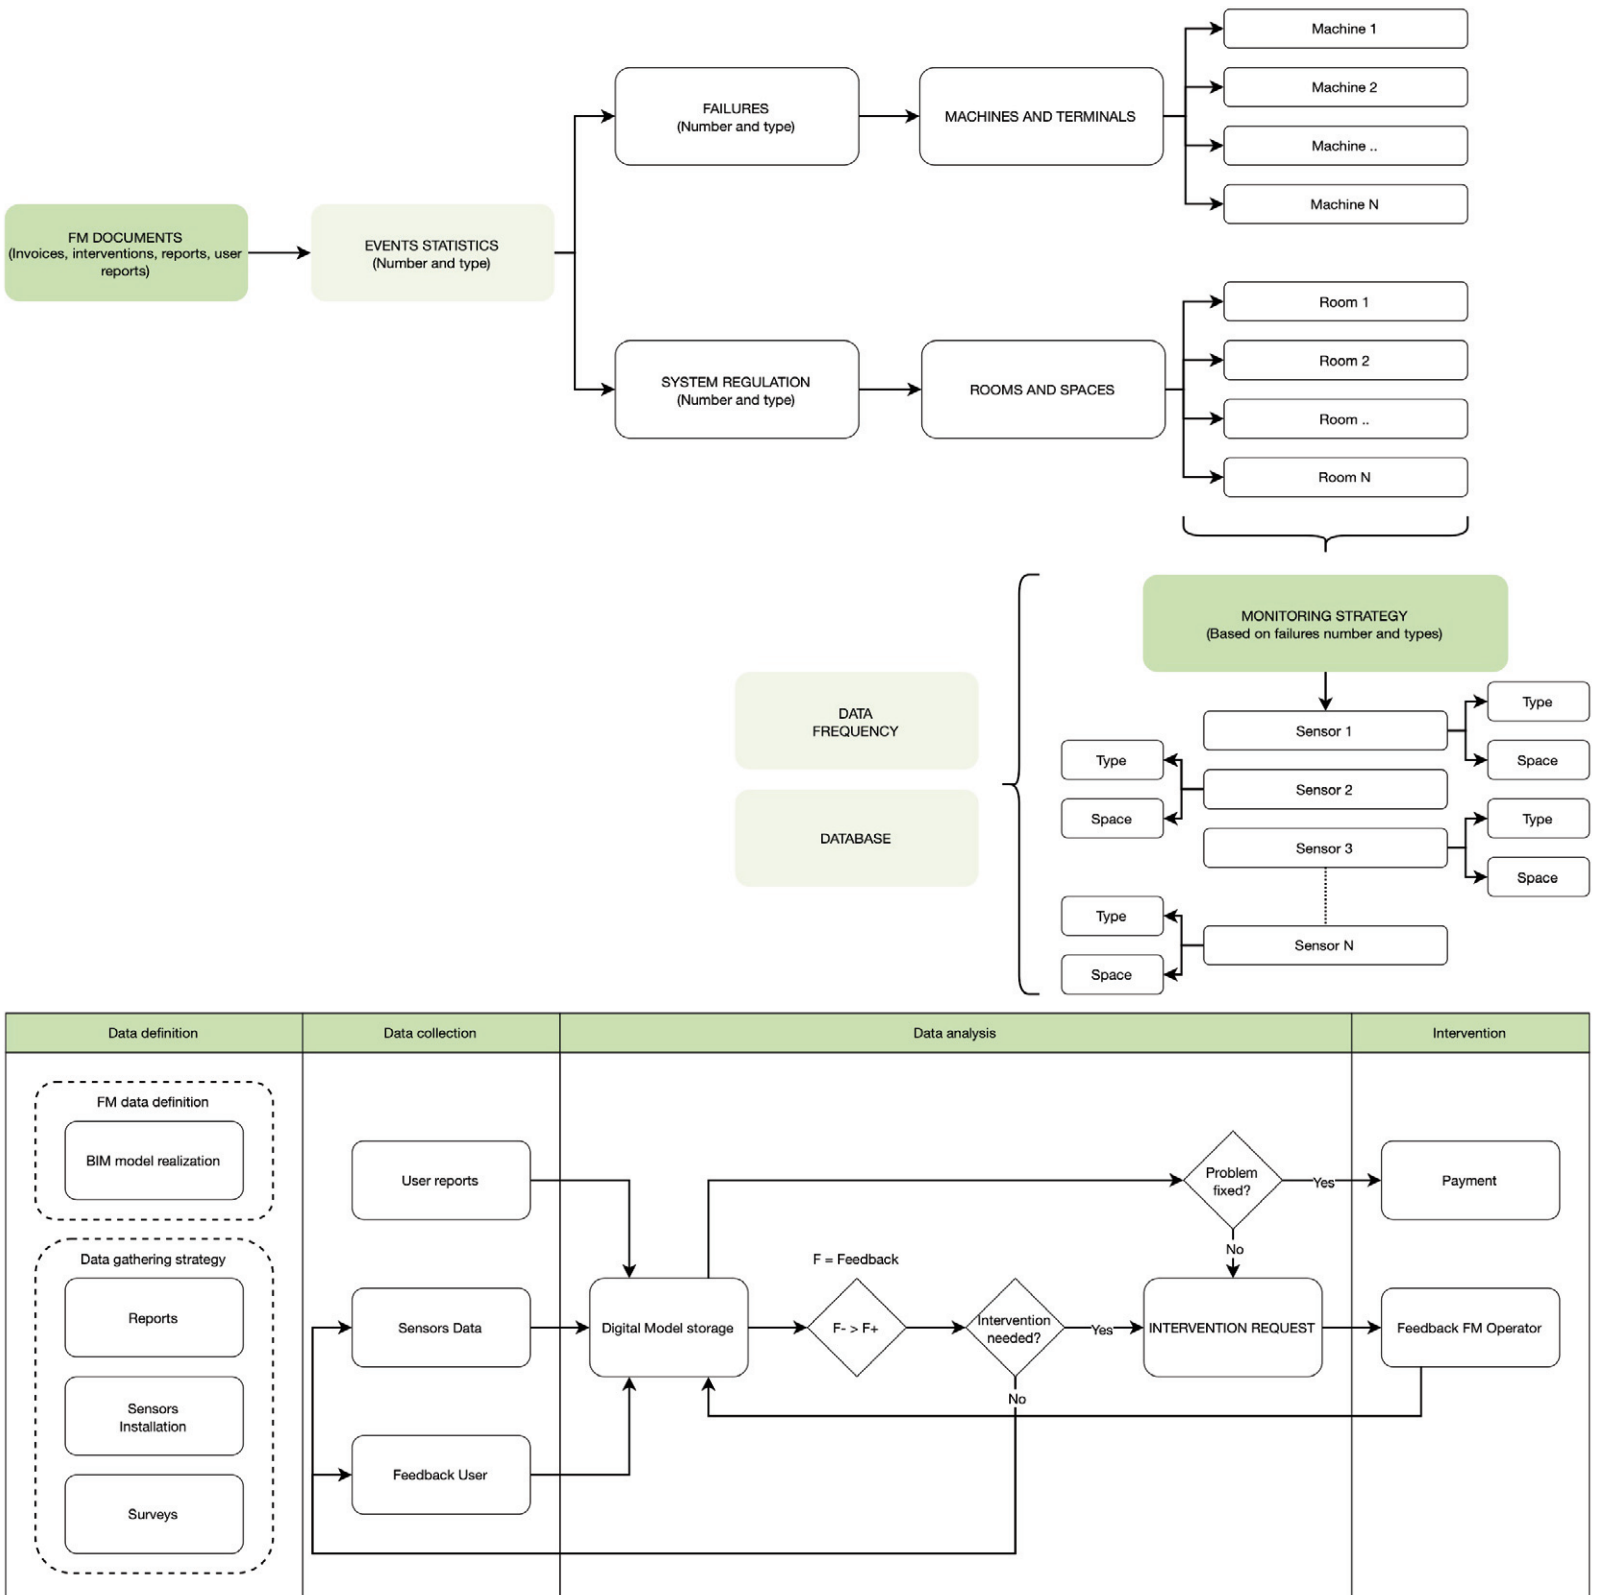 Machine 1
Machine 2
Machine ..
Machine N
FAILURES
(Number and type)
MACHINES AND TERMINALS
FM DOCUMENTS
(Invoices, interventions, reports, user
reports)
EVENTS STATISTICS
(Number and type)
SYSTEM REGULATION
(Number and type)
ROOMS AND SPACES
Room 1
Room 2
Room ..
Room N
MONITORING STRATEGY
(Based on failures number and types)
DATA
FREQUENCY
DATABASE
Sensor 1
Type
Space
Type
Space
Sensor 2
Sensor 3
Type
Space
Type
Space
Sensor N
Data definition
Data collection
Data analysis
Intervention
FM data definition
BIM model realization
Data gathering strategy
Reports
Sensors
Installation
Surveys
User reports
Sensors Data
Feedback User
Digital Model storage
F = Feedback
F- > F+
Intervention
needed?
Yes
No
Problem
fixed?
Yes
No
INTERVENTION REQUEST
Payment
Feedback FM Operator